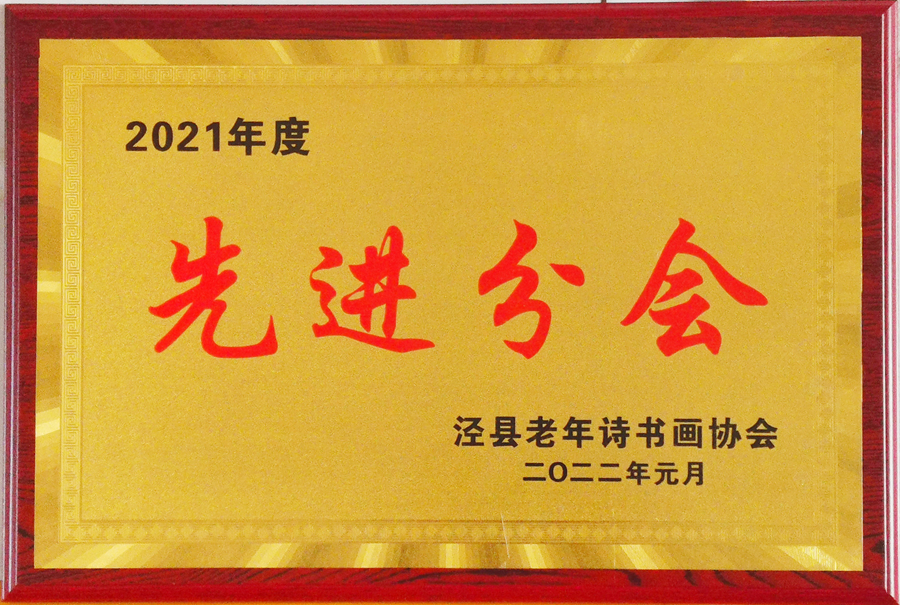 2021年度
先进分会
泾县老年诗书画协会
二〇二二年元月